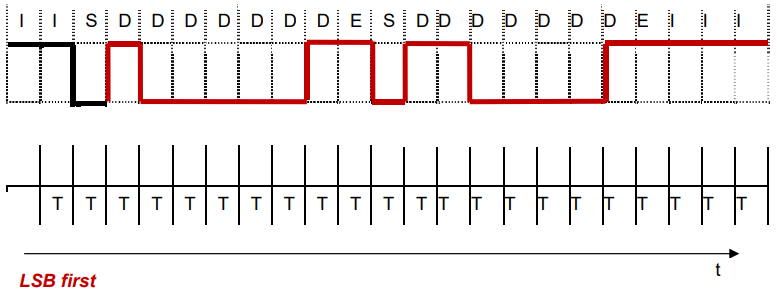 I I S D D D D D D D E S D D D D D D D E I I I
T T T T T T T T T T T T T T T T T T T T T T
t
LSB first